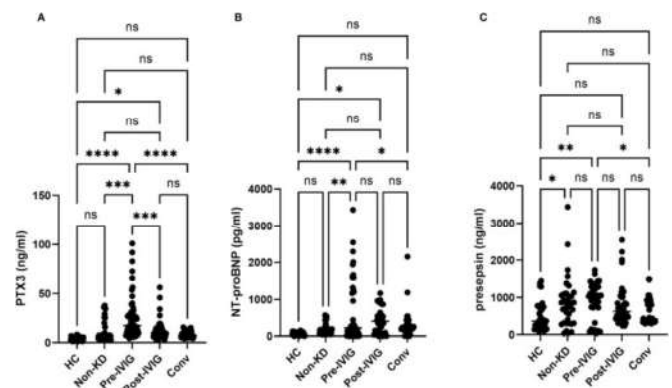 A
ns
ns
*
ns
****
****
ns
***
***
ns
PTX3 (ng/ml)
150
100
50
0
HC
Non-KD
Pre-IVIG
Post-IVIG
Conv
B
ns
ns
*
ns
****
*
ns
**
ns
ns
NT-proBNP (pg/ml)
4000
3000
2000
1000
0
HC
Non-KD
Pre-IVIG
Post-IVIG
Conv
C
ns
ns
ns
ns
**
*
*
ns
ns
ns
presepsin (ng/ml)
4000
3000
2000
1000
0
HC
Non-KD
Pre-IVIG
Post-IVIG
Conv